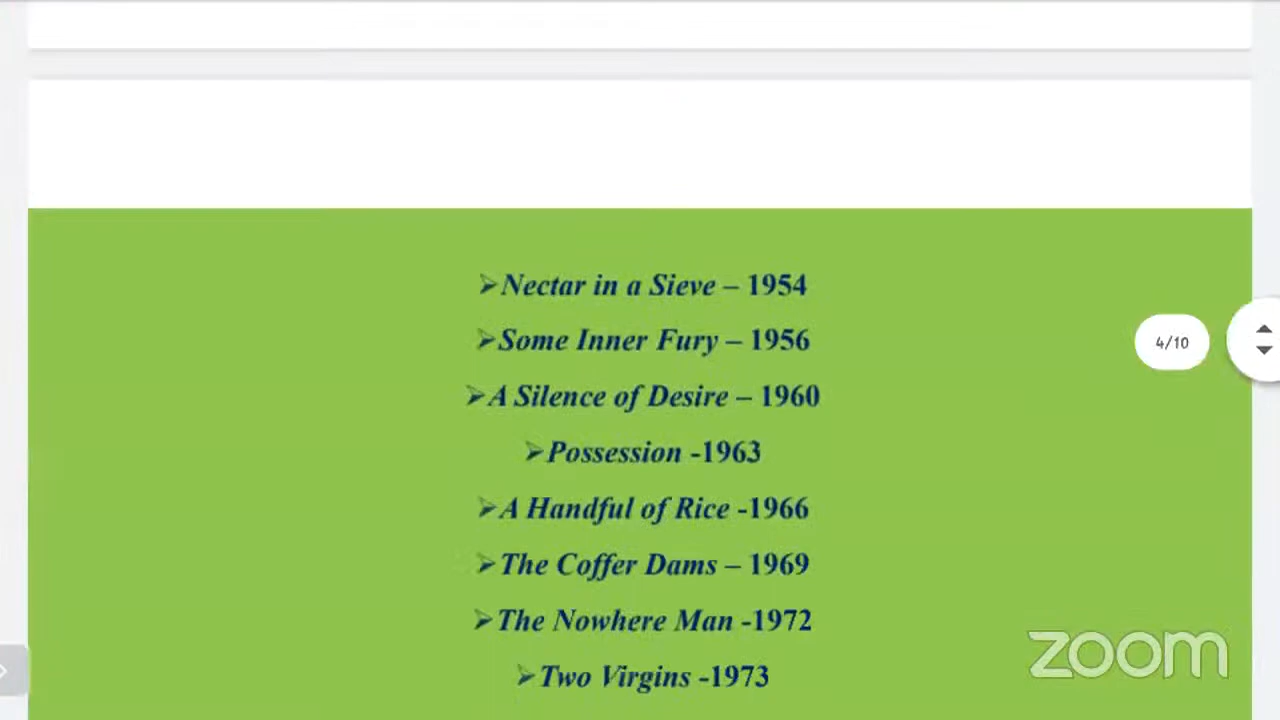 ➢Nectar in a Sieve – 1954
➢Some Inner Fury – 1956
➢A Silence of Desire – 1960
➢Possession -1963
➢A Handful of Rice -1966
➢The Coffer Dams – 1969
➢The Nowhere Man -1972
➢Two Virgins -1973
4/10
zoom